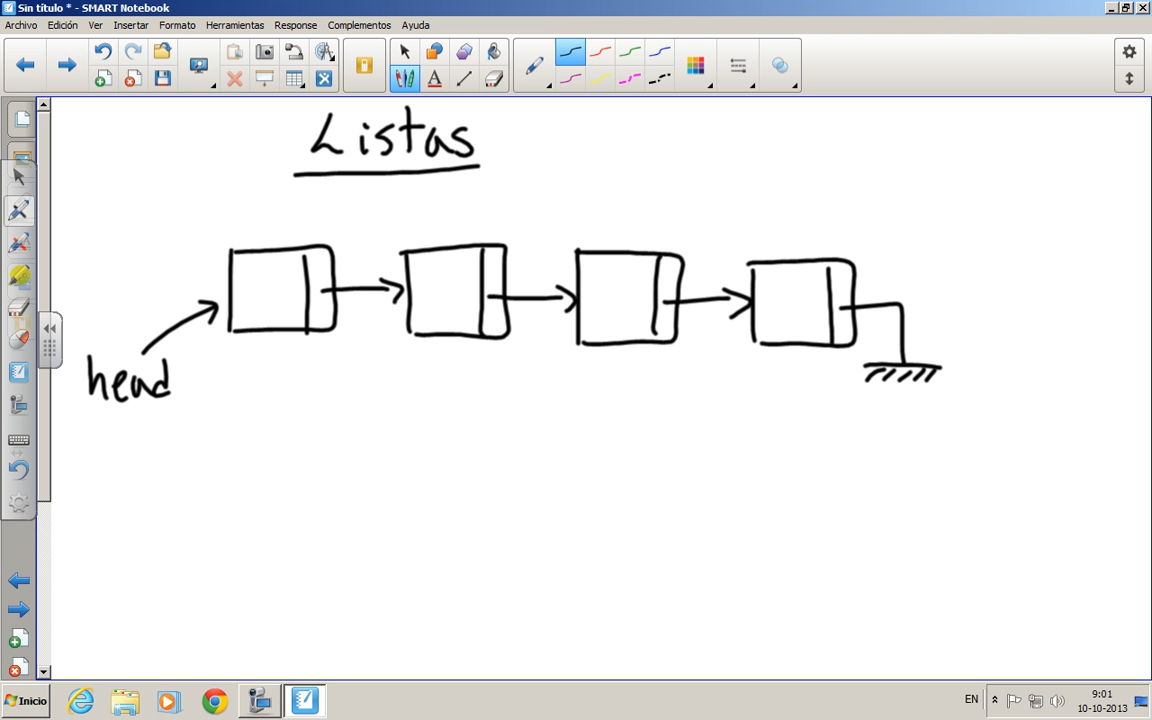 Sin título * - SMART Notebook
Archivo Edición Ver Insertar Formato Herramientas Response Complementos Ayuda
Listas
head
Inicio
EN
9:01
10-10-2013